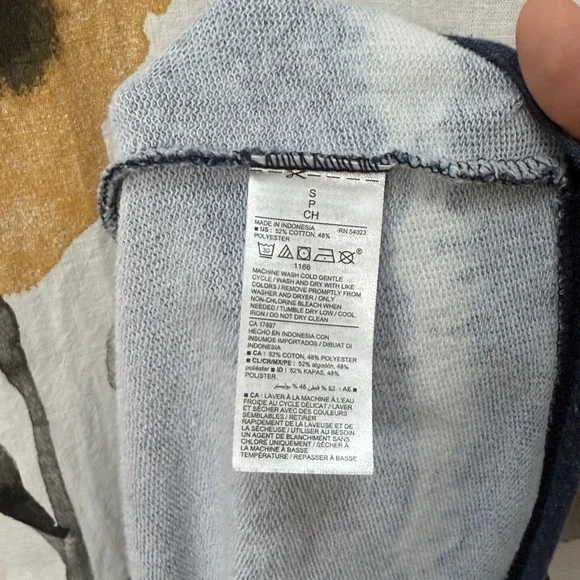 S
P
CH
MADE IN INDONESIA RN 54023
■ US : 52% COTTON, 48%
POLYESTER
30 ®
1166
MACHINE WASH COLD GENTLE
CYCLE / WASH AND DRY WITH LIKE
COLORS / REMOVE PROMPTLY FROM
WASHER AND DRYER / ONLY
NON-CHLORINE BLEACH WHEN
NEEDED / TUMBLE DRY LOW / COOL
IRON / DO NOT DRY CLEAN
CA 17897
HECHO EN INDONESIA CON
INSUMOS IMPORTADOS / DIBUAT DI
INDONESIA
■ CA : 52% COTON, 48% POLYESTER
■ CL/CR/MX/PE : 52% algodón, 48%
poliéster ■ ID : 52% KAPAS, 48%
POLISTER
■ AE : 52 % قطن 48 % بوليستر
■ CA : LAVER À LA MACHINE À L'EAU
FROIDE AU CYCLE DÉLICAT / LAVER
ET SÉCHER AVEC DES COULEURS
SEMBLABLES / RETIRER
RAPIDEMENT DE LA LAVEUSE ET DE
LA SÉCHEUSE / AU BESOIN, UTILISER
UN AGENT DE BLANCHIMENT SANS
CHLORE UNIQUEMENT / SÉCHER À
LA MACHINE À BASSE
TEMPÉRATURE / REPASSER À BASSE